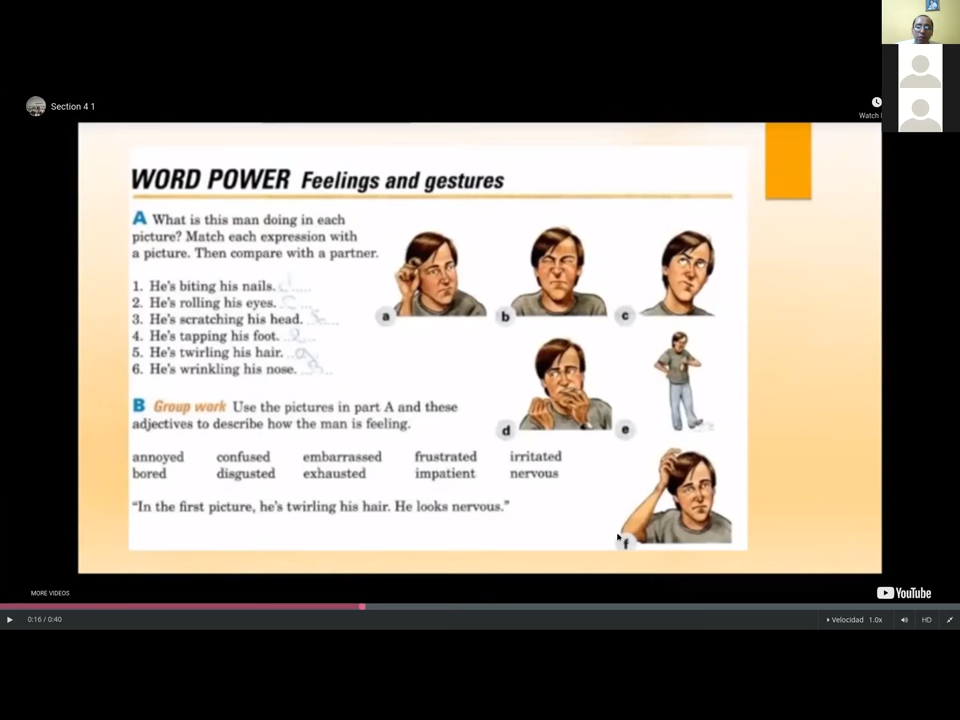 Section 4 1
Watch
WORD POWER Feelings and gestures
A What is this man doing in each
picture? Match each expression with
a picture. Then compare with a partner.
1. He's biting his nails.
2. He's rolling his eyes.
3. He's scratching his head.
4. He's tapping his foot.
5. He's twirling his hair.
6. He's wrinkling his nose.
a
b
c
d
e
f
B Group work Use the pictures in part A and these
adjectives to describe how the man is feeling.
annoyed confused embarrassed frustrated irritated
bored disgusted exhausted impatient nervous
"In the first picture, he's twirling his hair. He looks nervous."
MORE VIDEOS
YouTube
0:16 / 0:40
Velocidad 1.0x
HD